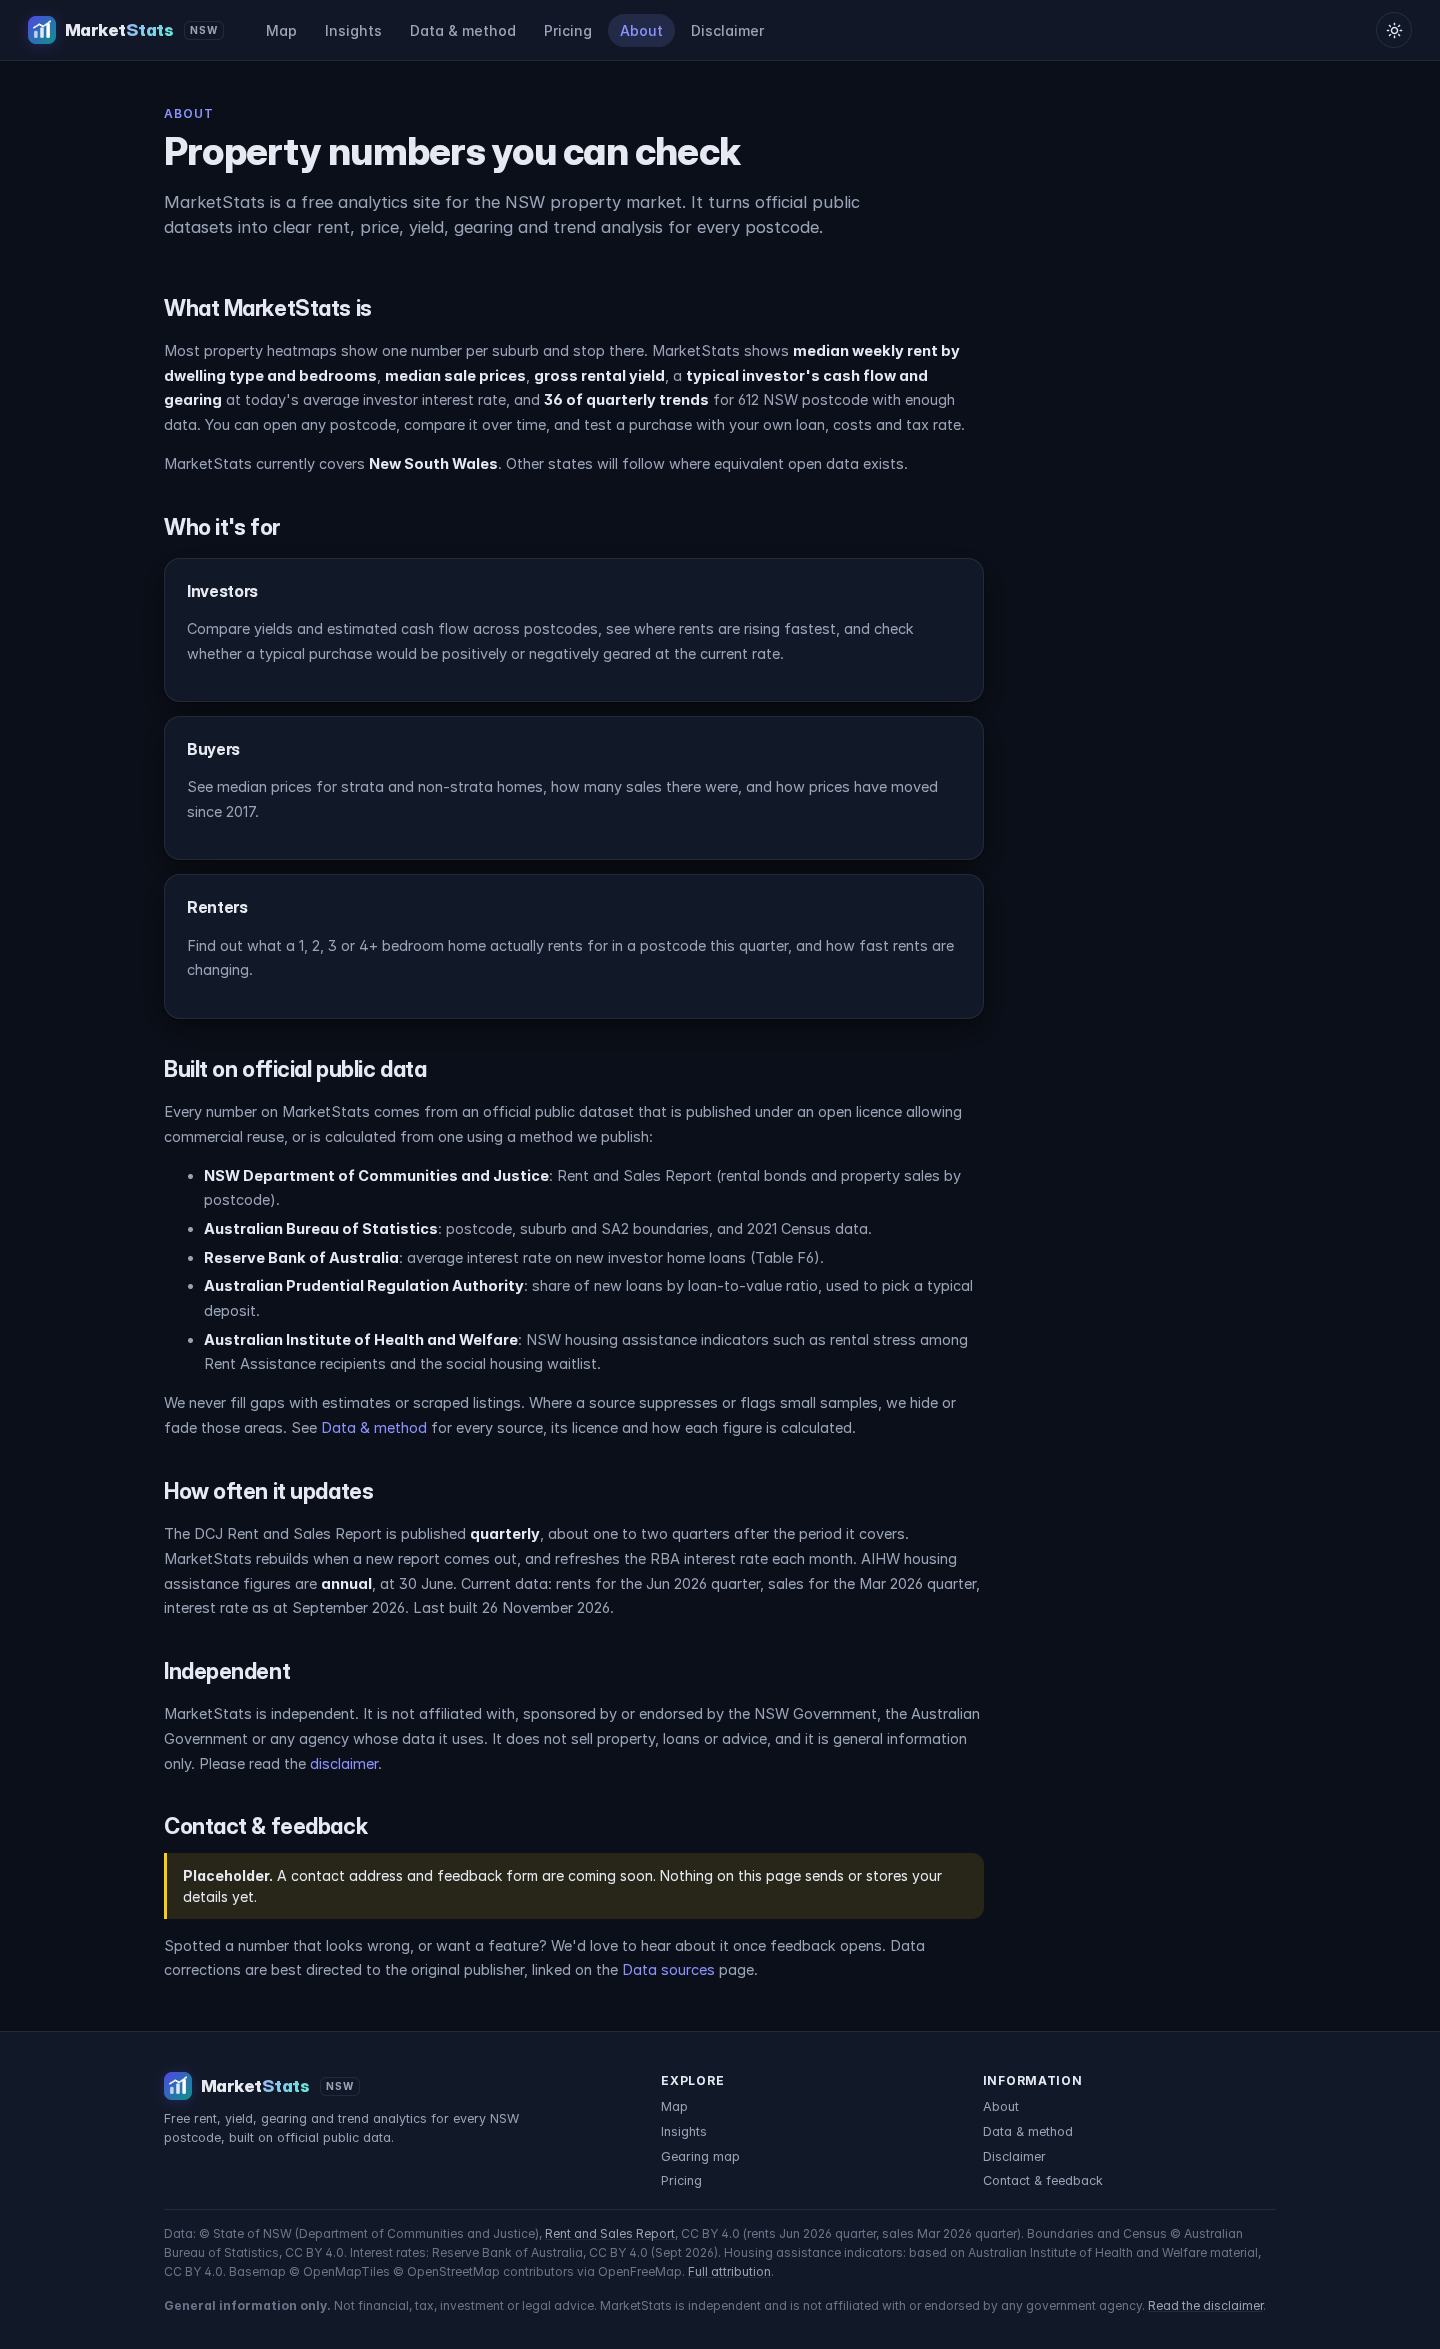 MarketStats NSW Map Insights Data & method Pricing About Disclaimer
ABOUT
Property numbers you can check
MarketStats is a free analytics site for the NSW property market. It turns official public
datasets into clear rent, price, yield, gearing and trend analysis for every postcode.
What MarketStats is
Most property heatmaps show one number per suburb and stop there. MarketStats shows median weekly rent by
dwelling type and bedrooms, median sale prices, gross rental yield, a typical investor's cash flow and
gearing at today's average investor interest rate, and 36 of quarterly trends for 612 NSW postcode with enough
data. You can open any postcode, compare it over time, and test a purchase with your own loan, costs and tax rate.
MarketStats currently covers New South Wales. Other states will follow where equivalent open data exists.
Who it's for
Investors
Compare yields and estimated cash flow across postcodes, see where rents are rising fastest, and check
whether a typical purchase would be positively or negatively geared at the current rate.
Buyers
See median prices for strata and non-strata homes, how many sales there were, and how prices have moved
since 2017.
Renters
Find out what a 1, 2, 3 or 4+ bedroom home actually rents for in a postcode this quarter, and how fast rents are
changing.
Built on official public data
Every number on MarketStats comes from an official public dataset that is published under an open licence allowing
commercial reuse, or is calculated from one using a method we publish:
• NSW Department of Communities and Justice: Rent and Sales Report (rental bonds and property sales by
postcode).
• Australian Bureau of Statistics: postcode, suburb and SA2 boundaries, and 2021 Census data.
• Reserve Bank of Australia: average interest rate on new investor home loans (Table F6).
• Australian Prudential Regulation Authority: share of new loans by loan-to-value ratio, used to pick a typical
deposit.
• Australian Institute of Health and Welfare: NSW housing assistance indicators such as rental stress among
Rent Assistance recipients and the social housing waitlist.
We never fill gaps with estimates or scraped listings. Where a source suppresses or flags small samples, we hide or
fade those areas. See Data & method for every source, its licence and how each figure is calculated.
How often it updates
The DCJ Rent and Sales Report is published quarterly, about one to two quarters after the period it covers.
MarketStats rebuilds when a new report comes out, and refreshes the RBA interest rate each month. AIHW housing
assistance figures are annual, at 30 June. Current data: rents for the Jun 2026 quarter, sales for the Mar 2026 quarter,
interest rate as at September 2026. Last built 26 November 2026.
Independent
MarketStats is independent. It is not affiliated with, sponsored by or endorsed by the NSW Government, the Australian
Government or any agency whose data it uses. It does not sell property, loans or advice, and it is general information
only. Please read the disclaimer.
Contact & feedback
Placeholder. A contact address and feedback form are coming soon. Nothing on this page sends or stores your
details yet.
Spotted a number that looks wrong, or want a feature? We'd love to hear about it once feedback opens. Data
corrections are best directed to the original publisher, linked on the Data sources page.
MarketStats NSW
Free rent, yield, gearing and trend analytics for every NSW
postcode, built on official public data.
EXPLORE
Map
Insights
Gearing map
Pricing
INFORMATION
About
Data & method
Disclaimer
Contact & feedback
Data: © State of NSW (Department of Communities and Justice), Rent and Sales Report, CC BY 4.0 (rents Jun 2026 quarter, sales Mar 2026 quarter). Boundaries and Census © Australian
Bureau of Statistics, CC BY 4.0. Interest rates: Reserve Bank of Australia, CC BY 4.0 (Sept 2026). Housing assistance indicators: based on Australian Institute of Health and Welfare material,
CC BY 4.0. Basemap © OpenMapTiles © OpenStreetMap contributors via OpenFreeMap. Full attribution.
General information only. Not financial, tax, investment or legal advice. MarketStats is independent and is not affiliated with or endorsed by any government agency. Read the disclaimer.